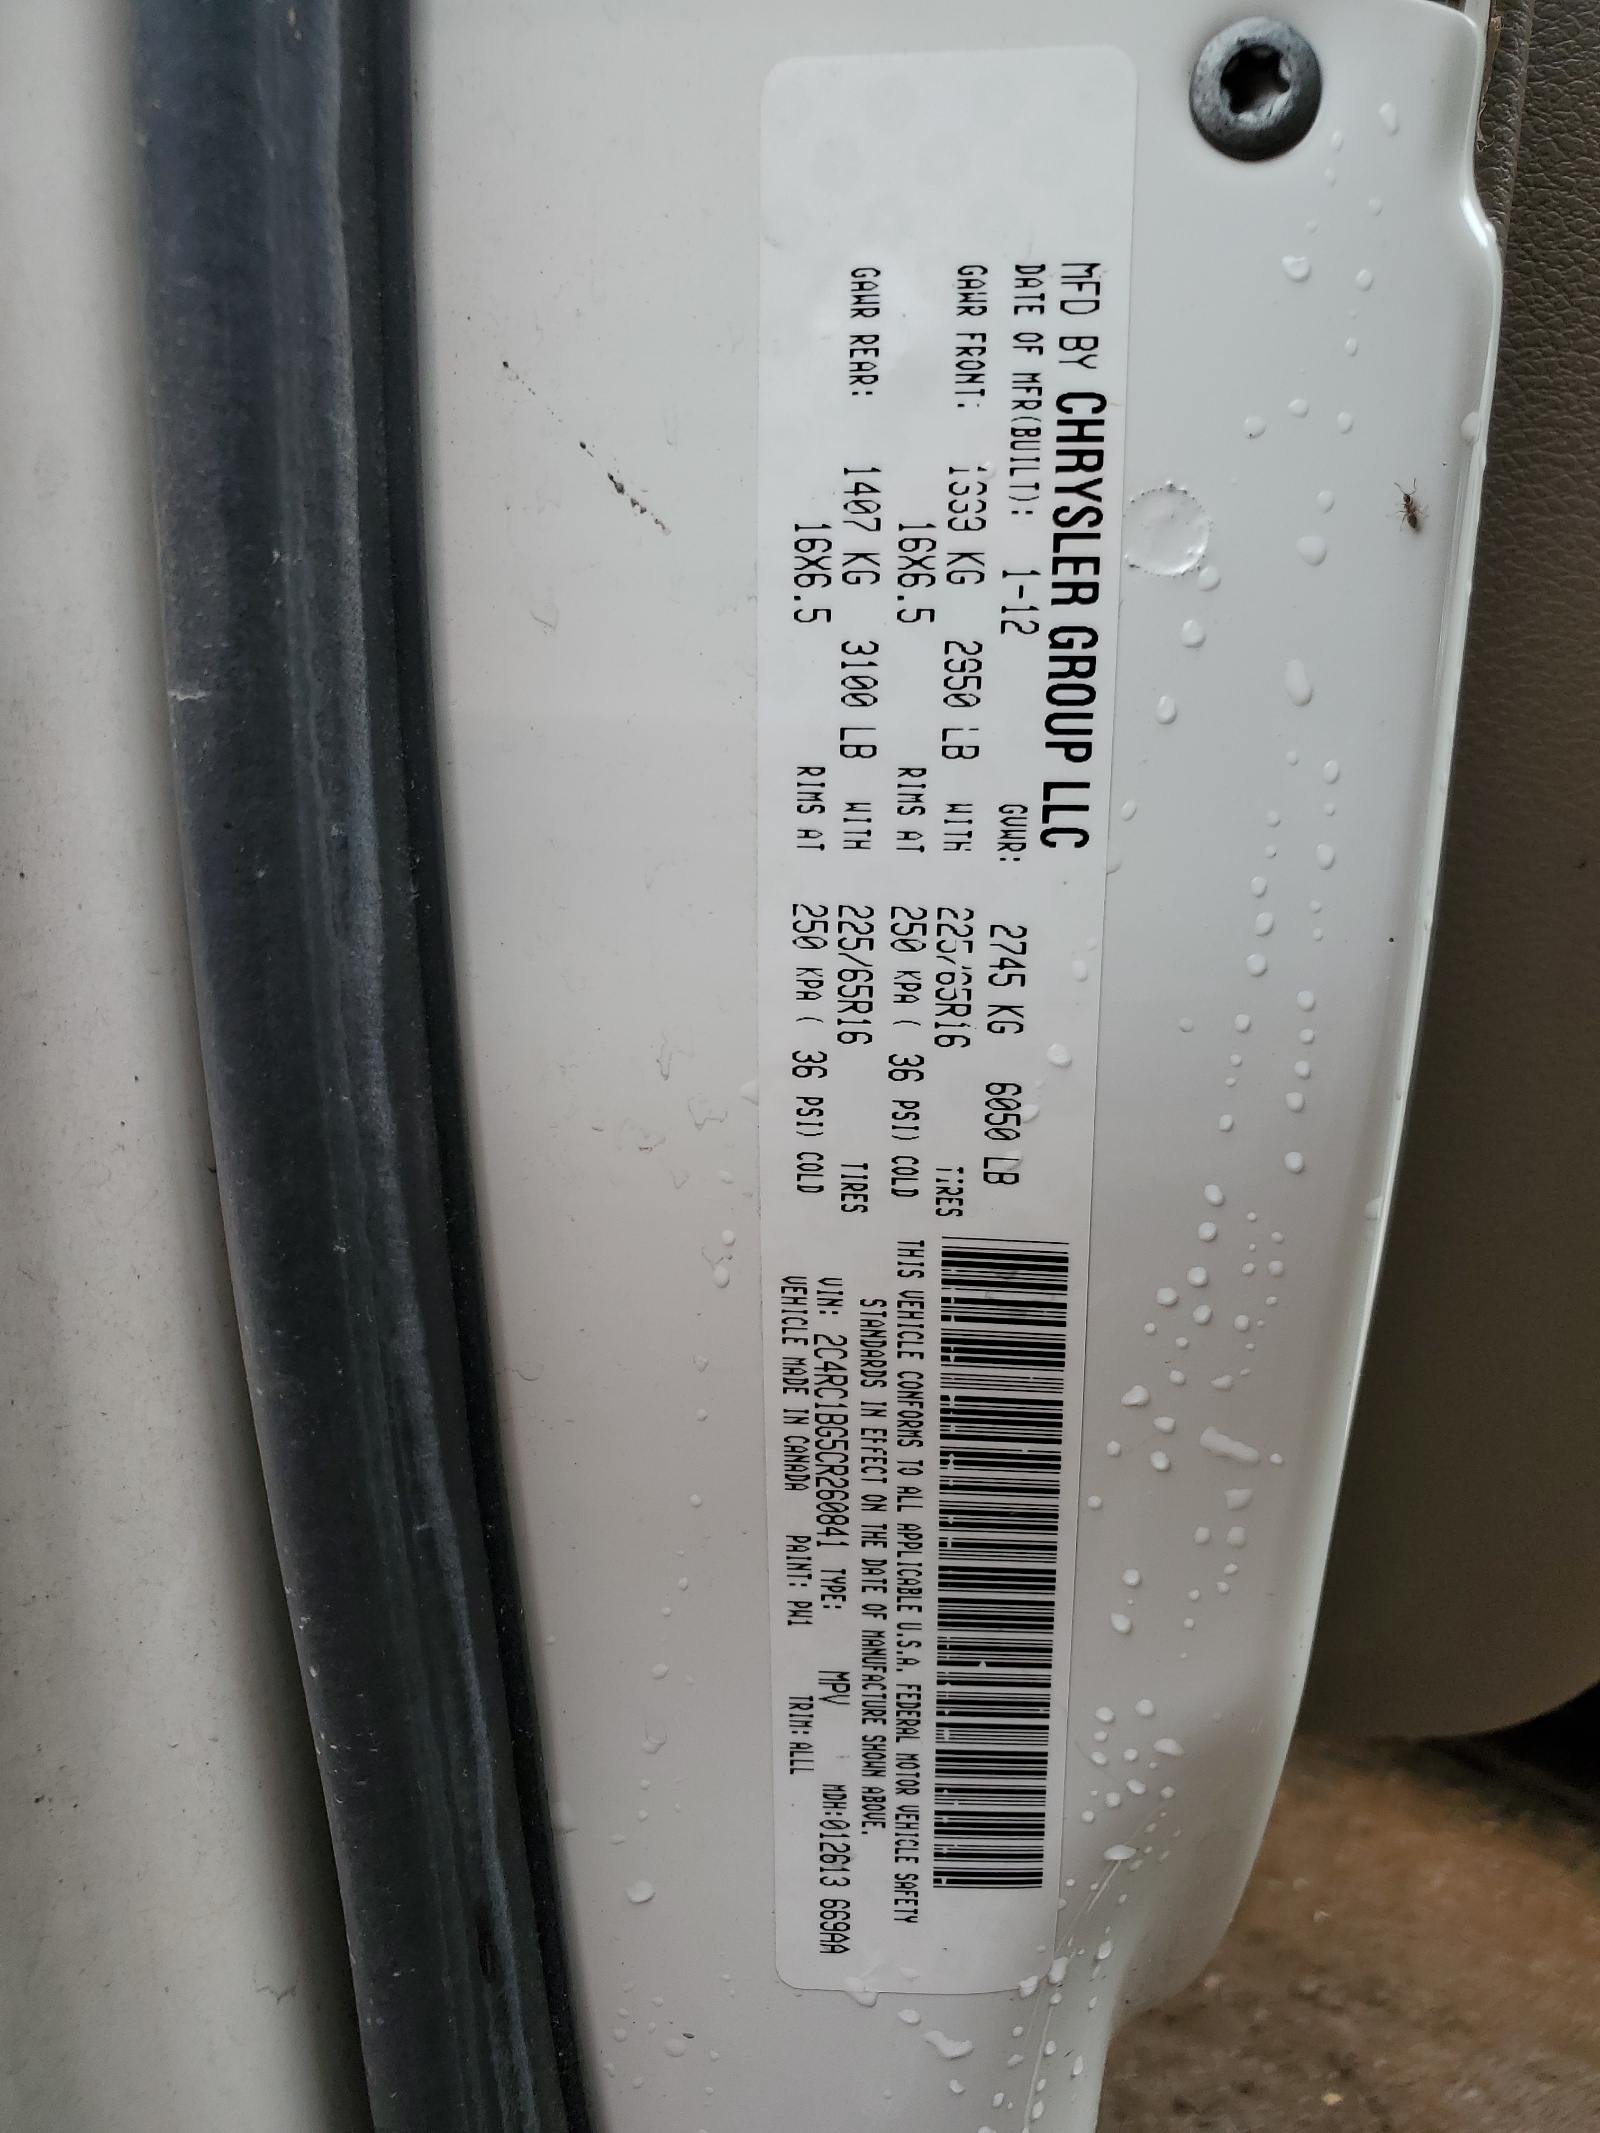 MFD BY CHRYSLER GROUP LLC
DATE OF MFR(BUILT): 1-12 GVWR: 2745 KG 6050 LB
GAWR FRONT: KG 2950 LB WITH 225/65R16 TIRES
16X6.5 RIMS AT 250 KPA ( 36 PSI) COLD
GAWR REAR: 1407 KG 3100 LB WITH 225/65R16 TIRES
16X6.5 RIMS AT 250 KPA ( 36 PSI) COLD
THIS VEHICLE CONFORMS TO ALL APPLICABLE U.S.A. FEDERAL MOTOR VEHICLE SAFETY
STANDARDS IN EFFECT ON THE DATE OF MANUFACTURE SHOWN ABOVE.
VIN: 2C4RC1BG5CR260841 TYPE: MPV MDH:012613 669AA
VEHICLE MADE IN CANADA PAINT: PW1 TRIM: ALLL